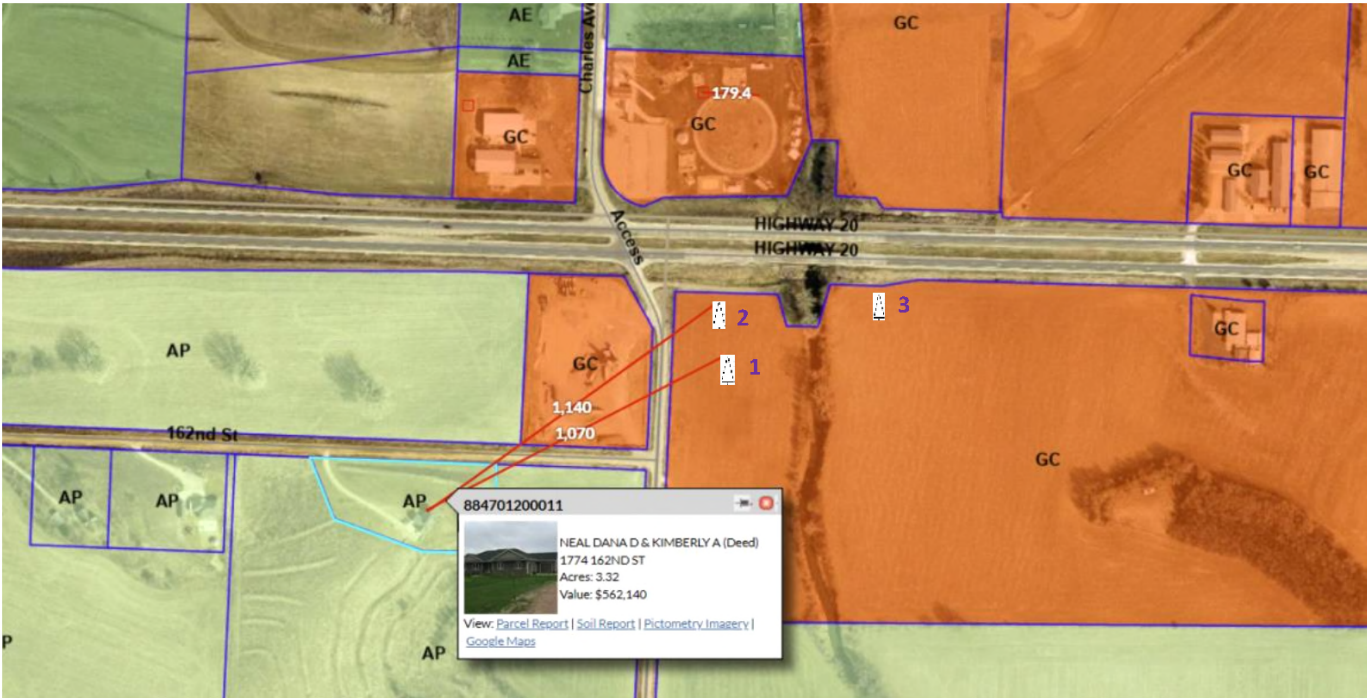 AE
GC
AE
Charles Ave
179.4
GC
GC
GC
GC
Access
HIGHWAY 20
HIGHWAY 20
2
3
GC
AP
GC
1
1,140
162nd St
1,070
GC
AP
AP
AP
884701200011
NEAL DANA D & KIMBERLY A (Deed)
1774 162ND ST
Acres: 3.32
Value: $562,140
View: Parcel Report | Soil Report | Pictometry Imagery |
Google Maps
P
AP